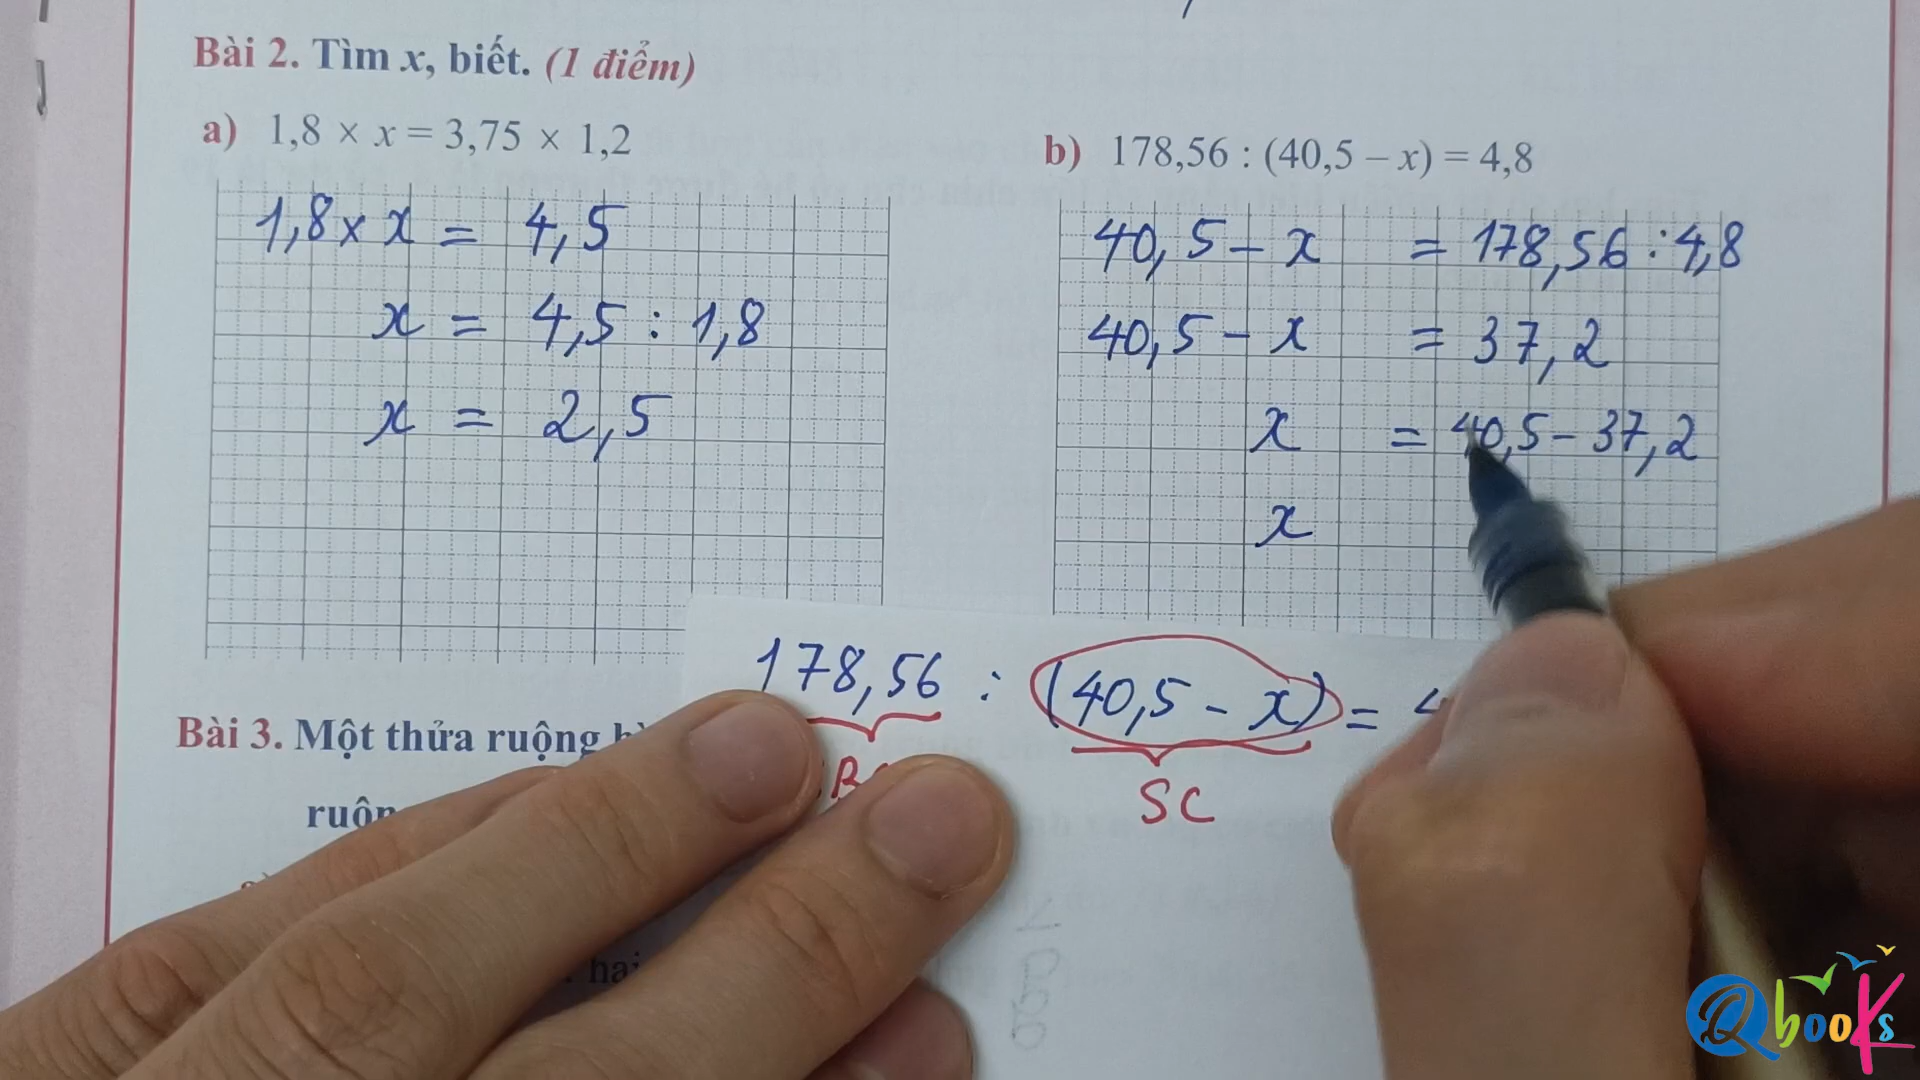 Bài 2. Tìm x, biết. (1 điểm)
a) 1,8 × x = 3,75 × 1,2
1,8 × x = 4,5
x = 4,5 : 1,8
x = 2,5
b) 178,56 : (40,5 – x) = 4,8
40,5 – x = 178,56 : 4,8
40,5 – x = 37,2
x = 40,5 – 37,2
x
178,56 : (40,5 – x) = 4
SC
Bài 3. Một thửa ruộng
ruộn
hai
Qbooks